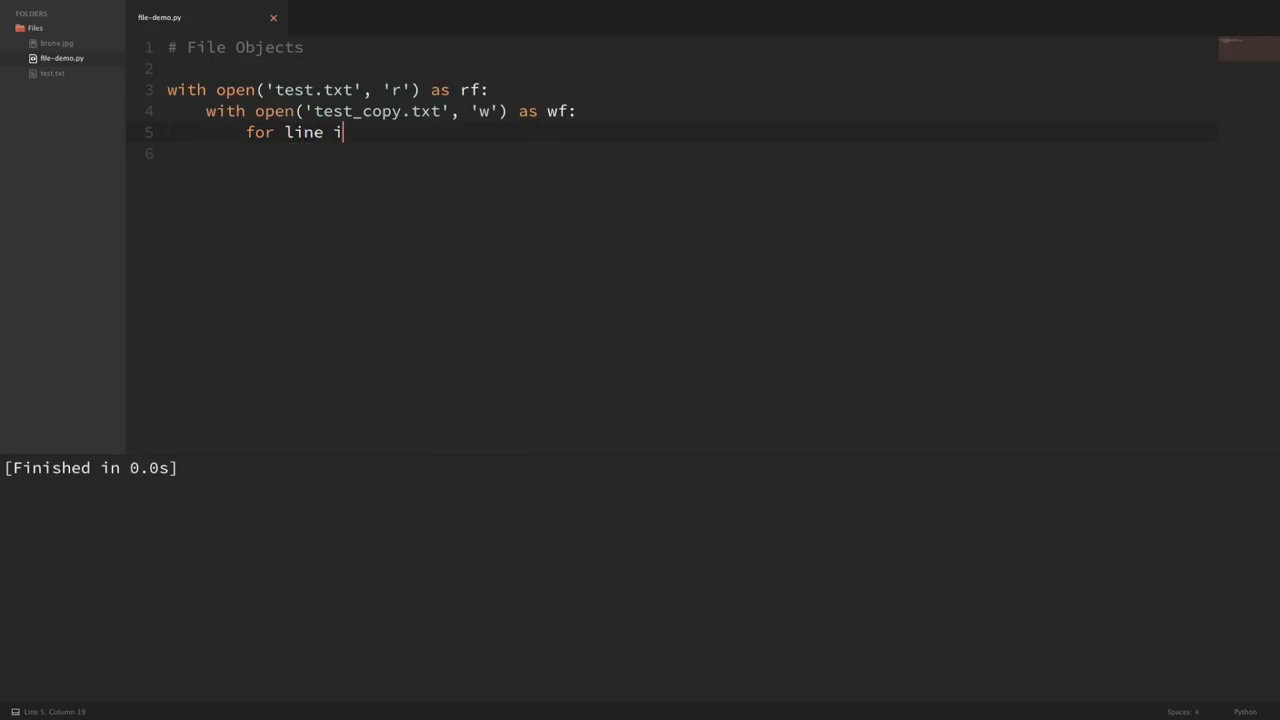 FOLDERS
Files
bronx.jpg
file-demo.py
test.txt
file-demo.py
1 # File Objects
2
3 with open('test.txt', 'r') as rf:
4     with open('test_copy.txt', 'w') as wf:
5         for line i
6
[Finished in 0.0s]
Line 5, Column 19
Spaces: 4
Python